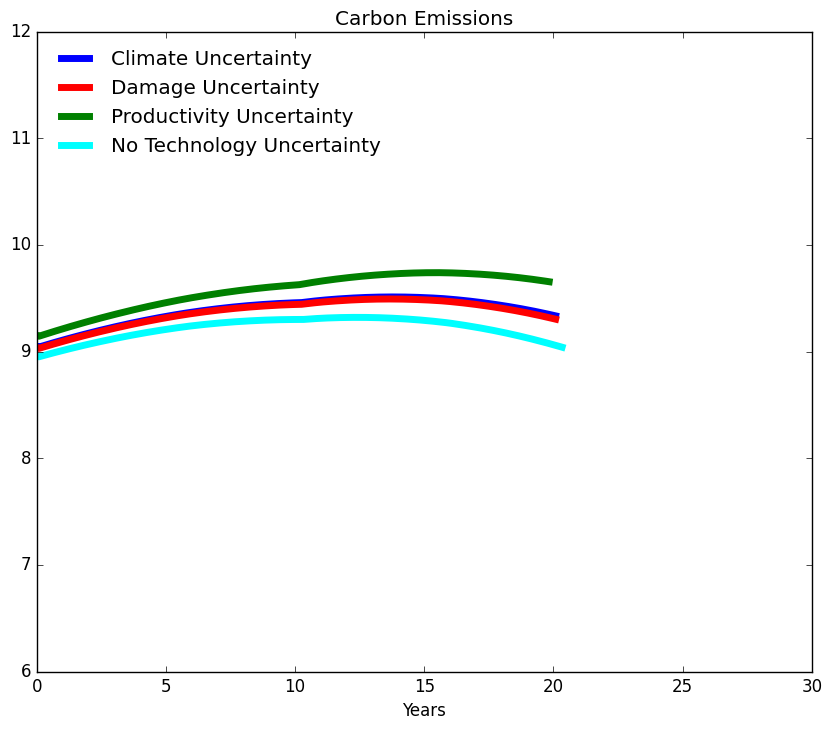 Carbon Emissions
12
11
10
9
8
7
6
Climate Uncertainty
Damage Uncertainty
Productivity Uncertainty
No Technology Uncertainty
0 5 10 15 20 25 30
Years